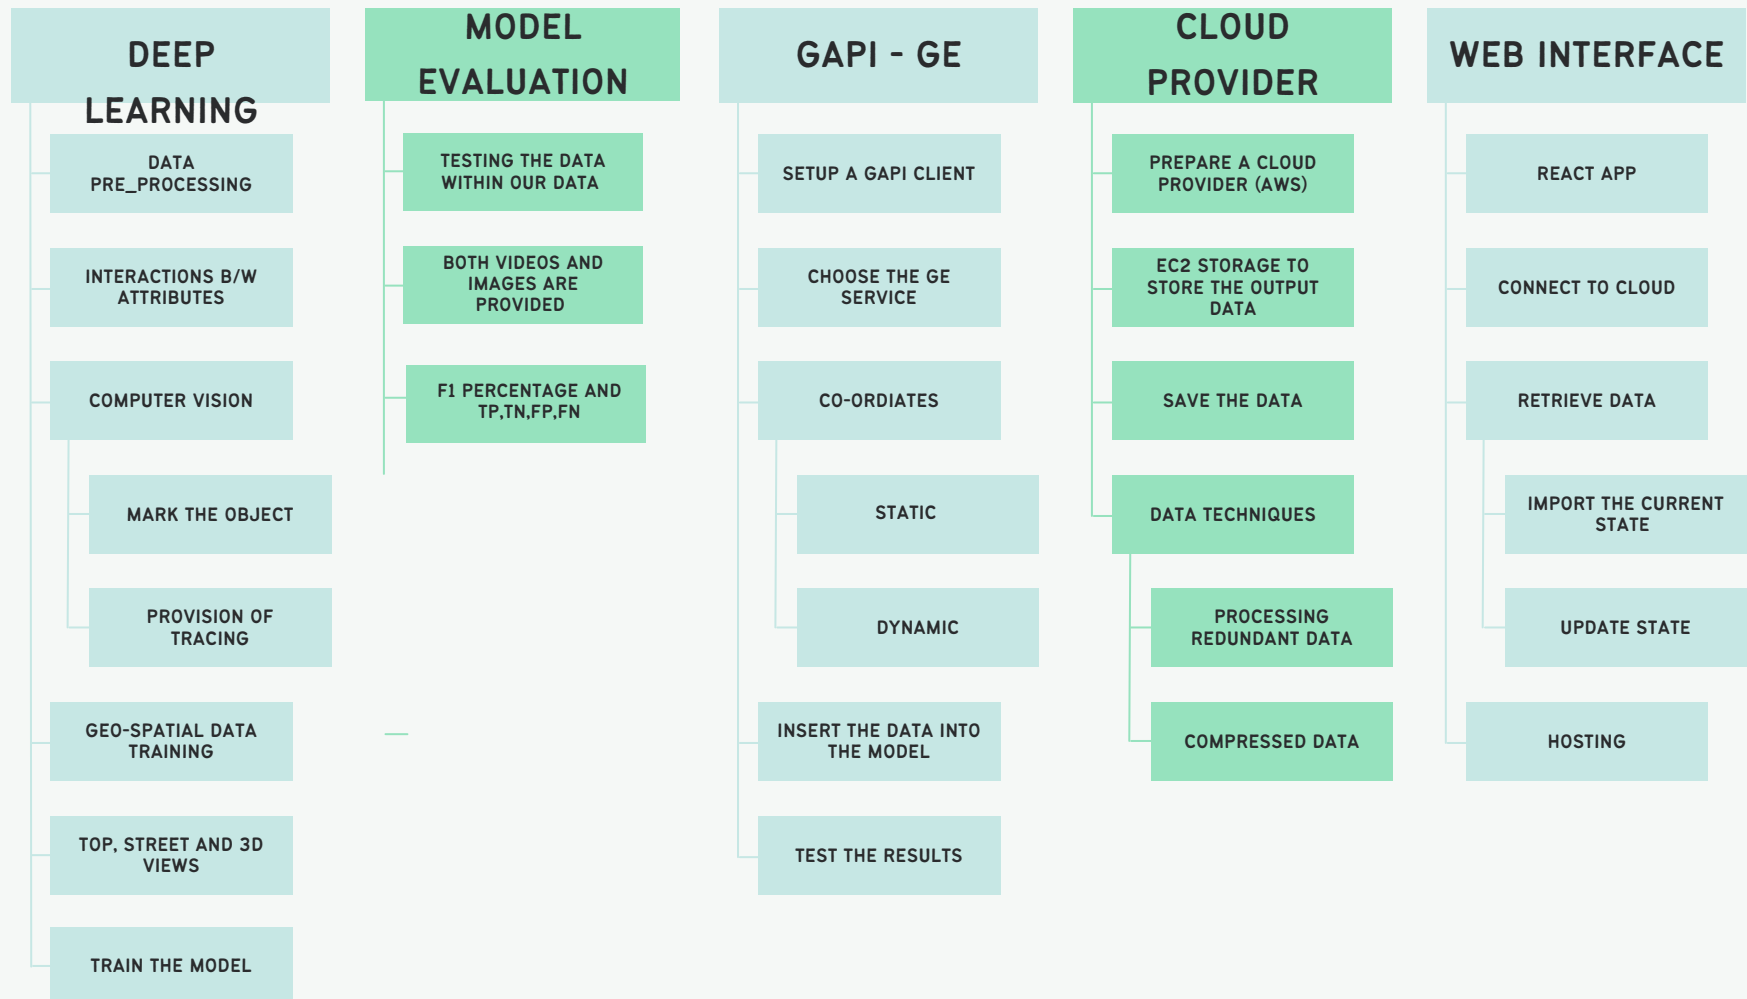 DEEP
LEARNING
DATA
PRE_PROCESSING
INTERACTIONS B/W
ATTRIBUTES
COMPUTER VISION
MARK THE OBJECT
PROVISION OF
TRACING
GEO-SPATIAL DATA
TRAINING
TOP, STREET AND 3D
VIEWS
TRAIN THE MODEL
MODEL
EVALUATION
TESTING THE DATA
WITHIN OUR DATA
BOTH VIDEOS AND
IMAGES ARE
PROVIDED
F1 PERCENTAGE AND
TP,TN,FP,FN
GAPI - GE
SETUP A GAPI CLIENT
CHOOSE THE GE
SERVICE
CO-ORDIATES
STATIC
DYNAMIC
INSERT THE DATA INTO
THE MODEL
TEST THE RESULTS
CLOUD
PROVIDER
PREPARE A CLOUD
PROVIDER (AWS)
EC2 STORAGE TO
STORE THE OUTPUT
DATA
SAVE THE DATA
DATA TECHNIQUES
PROCESSING
REDUNDANT DATA
COMPRESSED DATA
WEB INTERFACE
REACT APP
CONNECT TO CLOUD
RETRIEVE DATA
IMPORT THE CURRENT
STATE
UPDATE STATE
HOSTING